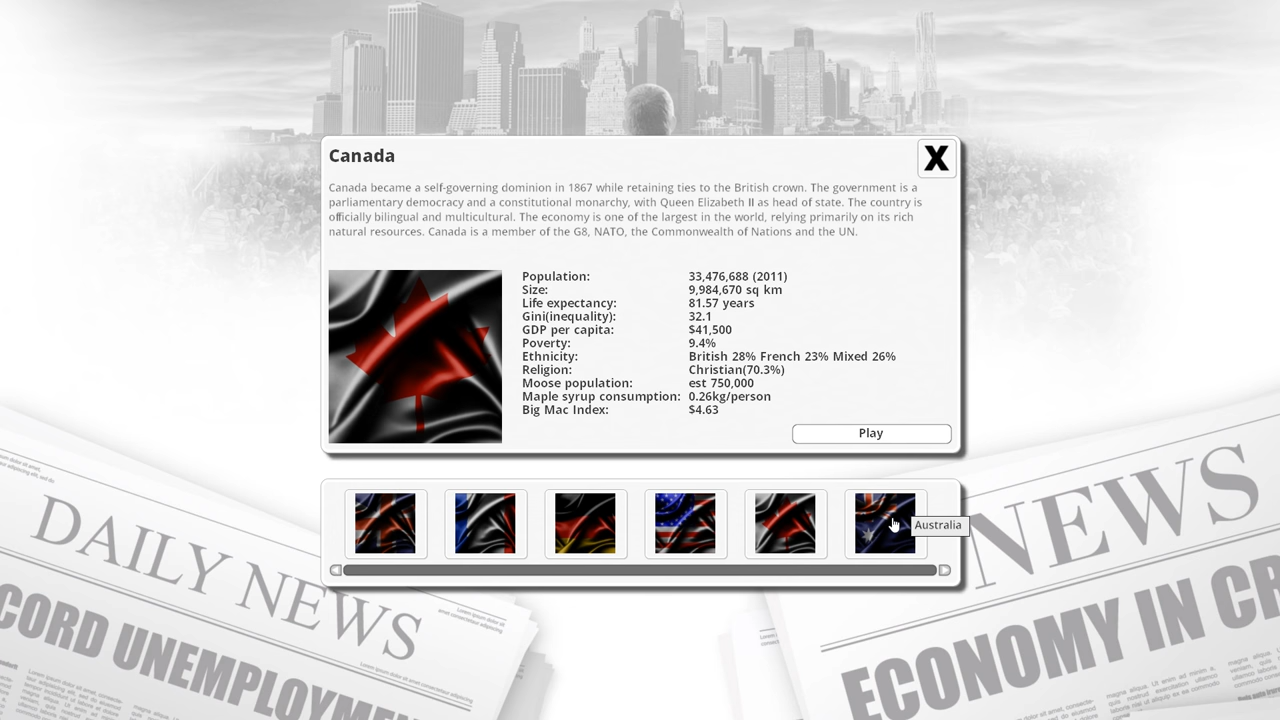 Canada
X
Canada became a self-governing dominion in 1867 while retaining ties to the British crown. The government is a
parliamentary democracy and a constitutional monarchy, with Queen Elizabeth II as head of state. The country is
officially bilingual and multicultural. The economy is one of the largest in the world, relying primarily on its rich
natural resources. Canada is a member of the G8, NATO, the Commonwealth of Nations and the UN.
Population: 33,476,688 (2011)
Size: 9,984,670 sq km
Life expectancy: 81.57 years
Gini(inequality): 32.1
GDP per capita: $41,500
Poverty: 9.4%
Ethnicity: British 28% French 23% Mixed 26%
Religion: Christian(70.3%)
Moose population: est 750,000
Maple syrup consumption: 0.26kg/person
Big Mac Index: $4.63
Play
Australia
DAILY NEWS
CORD UNEMPLOYME
NEWS
ECONOMY IN CR